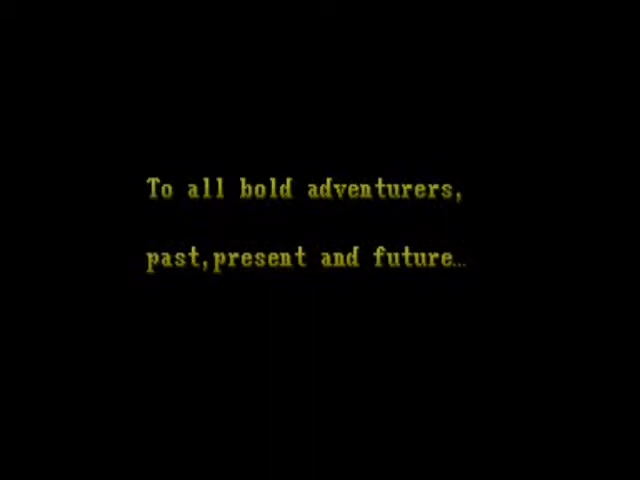 To all bold adventurers,
past,present and future…